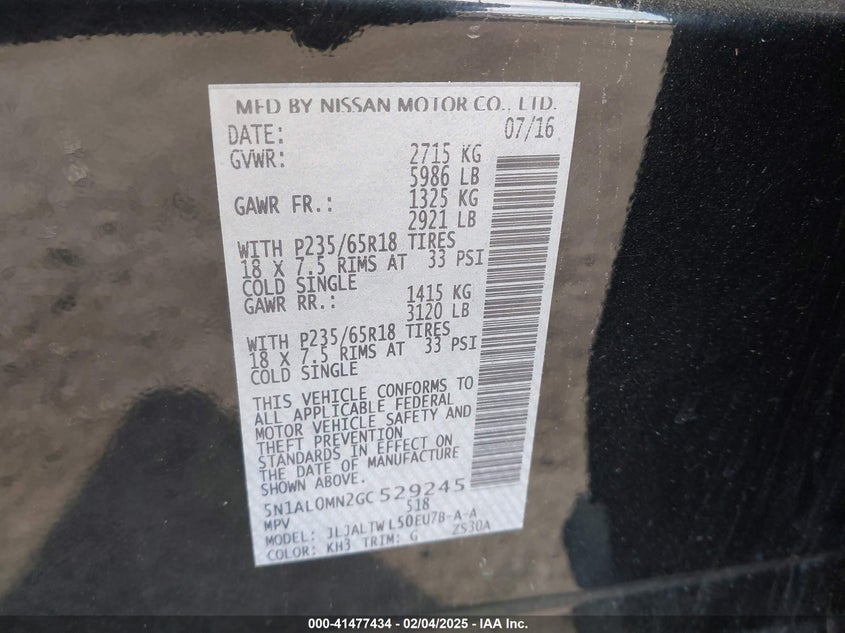 MFD BY NISSAN MOTOR CO., LTD.
DATE: 07/16
GVWR: 2715 KG
5986 LB
GAWR FR.: 1325 KG
2921 LB
WITH P235/65R18 TIRES
18 X 7.5 RIMS AT 33 PSI
COLD SINGLE
GAWR RR.: 1415 KG
3120 LB
WITH P235/65R18 TIRES
18 X 7.5 RIMS AT 33 PSI
COLD SINGLE
THIS VEHICLE CONFORMS TO
ALL APPLICABLE FEDERAL
MOTOR VEHICLE SAFETY AND
THEFT PREVENTION
STANDARDS IN EFFECT ON
THE DATE OF MANUFACTURE
SHOWN ABOVE.
5N1AL0MN2GC529245
MPV 518
MODEL: JLJALTWL50EU7B-A-A
COLOR: KH3 TRIM: G ZS30A
000-41477434 - 02/04/2025 - IAA Inc.